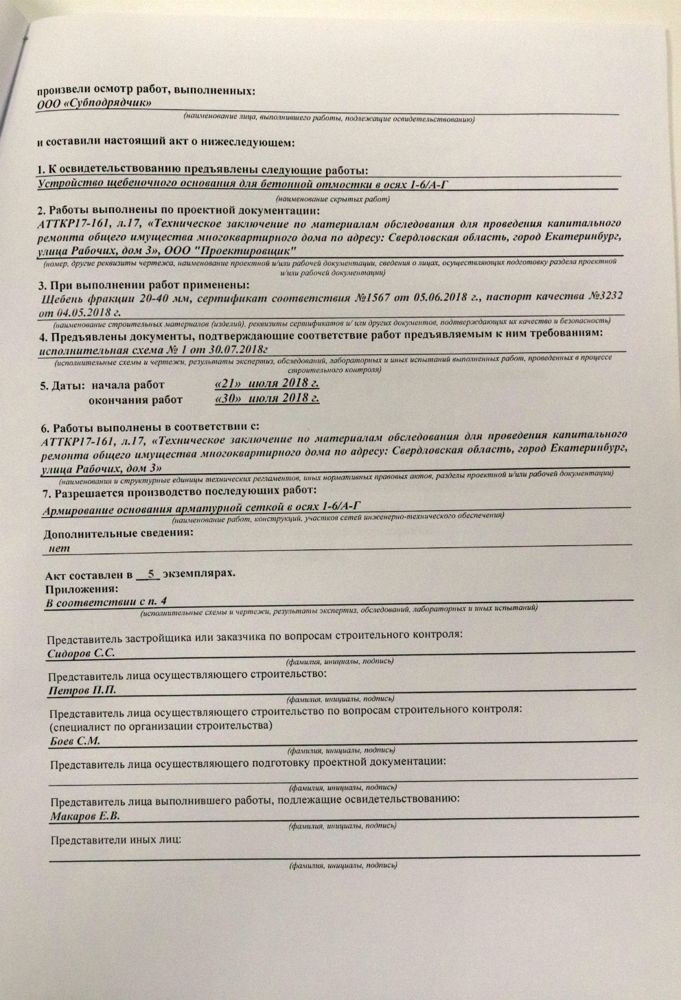 произвели осмотр работ, выполненных:
ООО «Субподрядчик»
(наименование лица, выполнившего работы, подлежащие освидетельствованию)
и составили настоящий акт о нижеследующем:
1. К освидетельствованию предъявлены следующие работы:
Устройство щебеночного основания для бетонной отмостки в осях 1-6/А-Г
(наименование скрытых работ)
2. Работы выполнены по проектной документации:
АТТКР17-161, л.17, «Техническое заключение по материалам обследования для проведения капитального
ремонта общего имущества многоквартирного дома по адресу: Свердловская область, город Екатеринбург,
улица Рабочих, дом 3», ООО "Проектировщик"
(номер, другие реквизиты чертежа, наименование проектной и/или рабочей документации, сведения о лицах, осуществляющих подготовку раздела проектной
и/или рабочей документации)
3. При выполнении работ применены:
Щебень фракции 20-40 мм, сертификат соответствия №1567 от 05.06.2018 г., паспорт качества №3232
от 04.05.2018 г.
(наименование строительных материалов (изделий), реквизиты сертификатов и/ или других документов, подтверждающих их качество и безопасность)
4. Предъявлены документы, подтверждающие соответствие работ предъявляемым к ним требованиям:
исполнительная схема № 1 от 30.07.2018г
(исполнительные схемы и чертежи, результаты экспертиз, обследований, лабораторных и иных испытаний выполненных работ, проведенных в процессе
строительного контроля)
5. Даты: начала работ «21» июля 2018 г.
окончания работ «30» июля 2018 г.
6. Работы выполнены в соответствии с:
АТТКР17-161, л.17, «Техническое заключение по материалам обследования для проведения капитального
ремонта общего имущества многоквартирного дома по адресу: Свердловская область, город Екатеринбург,
улица Рабочих, дом 3»
(наименования и структурные единицы технических регламентов, иных нормативных правовых актов, разделы проектной и/или рабочей документации)
7. Разрешается производство последующих работ:
Армирование основания арматурной сеткой в осях 1-6/А-Г
(наименование работ, конструкций, участков сетей инженерно-технического обеспечения)
Дополнительные сведения:
нет
Акт составлен в __5_ экземплярах.
Приложения:
В соответствии с п. 4
(исполнительные схемы и чертежи, результаты экспертиз, обследований, лабораторных и иных испытаний)
Представитель застройщика или заказчика по вопросам строительного контроля:
Сидоров С.С.
(фамилия, инициалы, подпись)
Представитель лица осуществляющего строительство:
Петров П.П.
(фамилия, инициалы, подпись)
Представитель лица осуществляющего строительство по вопросам строительного контроля:
(специалист по организации строительства)
Боев С.М.
(фамилия, инициалы, подпись)
Представитель лица осуществляющего подготовку проектной документации:
(фамилия, инициалы, подпись)
Представитель лица выполнившего работы, подлежащие освидетельствованию:
Макаров Е.В.
(фамилия, инициалы, подпись)
Представители иных лиц:
(фамилия, инициалы, подпись)